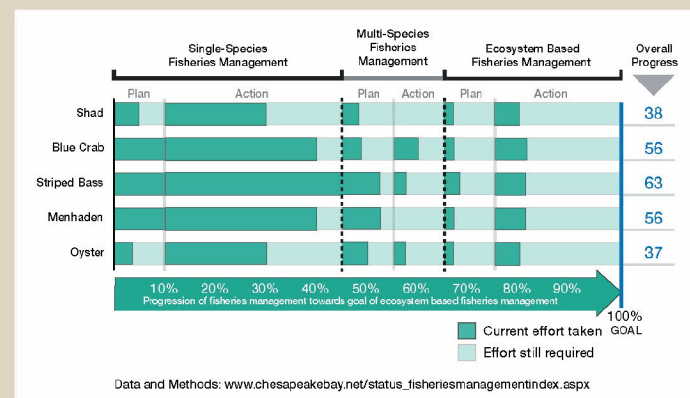 Single-Species
Fisheries Management
Multi-Species
Fisheries
Management
Ecosystem Based
Fisheries Management
Overall
Progress
Plan Action Plan Action Plan Action
Shad 38
Blue Crab 56
Striped Bass 63
Menhaden 56
Oyster 37
10% 20% 30% 40% 50% 60% 70% 80% 90%
Progression of fisheries management towards goal of ecosystem based fisheries management
100%
GOAL
Current effort taken
Effort still required
Data and Methods: www.chesapeakebay.net/status_fisheriesmanagementindex.aspx